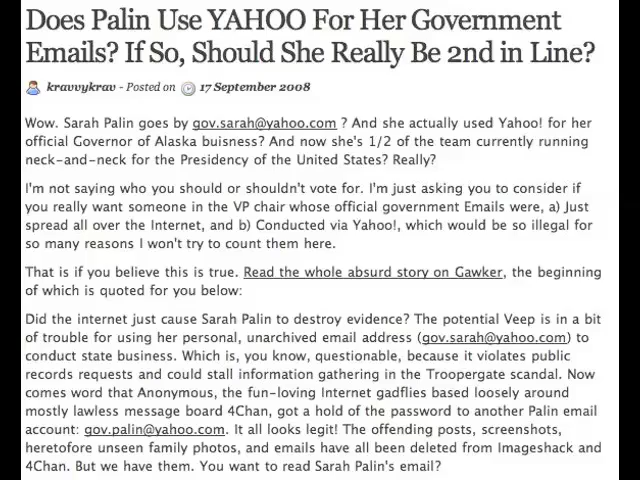 Does Palin Use YAHOO For Her Government
Emails? If So, Should She Really Be 2nd in Line?
kravvykrav - Posted on 17 September 2008
Wow. Sarah Palin goes by gov.sarah@yahoo.com ? And she actually used Yahoo! for her
official Governor of Alaska buisness? And now she's 1/2 of the team currently running
neck-and-neck for the Presidency of the United States? Really?
I'm not saying who you should or shouldn't vote for. I'm just asking you to consider if
you really want someone in the VP chair whose official government Emails were, a) Just
spread all over the Internet, and b) Conducted via Yahoo!, which would be so illegal for
so many reasons I won't try to count them here.
That is if you believe this is true. Read the whole absurd story on Gawker, the beginning
of which is quoted for you below:
Did the internet just cause Sarah Palin to destroy evidence? The potential Veep is in a bit
of trouble for using her personal, unarchived email address (gov.sarah@yahoo.com) to
conduct state business. Which is, you know, questionable, because it violates public
records requests and could stall information gathering in the Troopergate scandal. Now
comes word that Anonymous, the fun-loving Internet gadflies based loosely around
mostly lawless message board 4Chan, got a hold of the password to another Palin email
account: gov.palin@yahoo.com. It all looks legit! The offending posts, screenshots,
heretofore unseen family photos, and emails have all been deleted from Imageshack and
4Chan. But we have them. You want to read Sarah Palin's email?